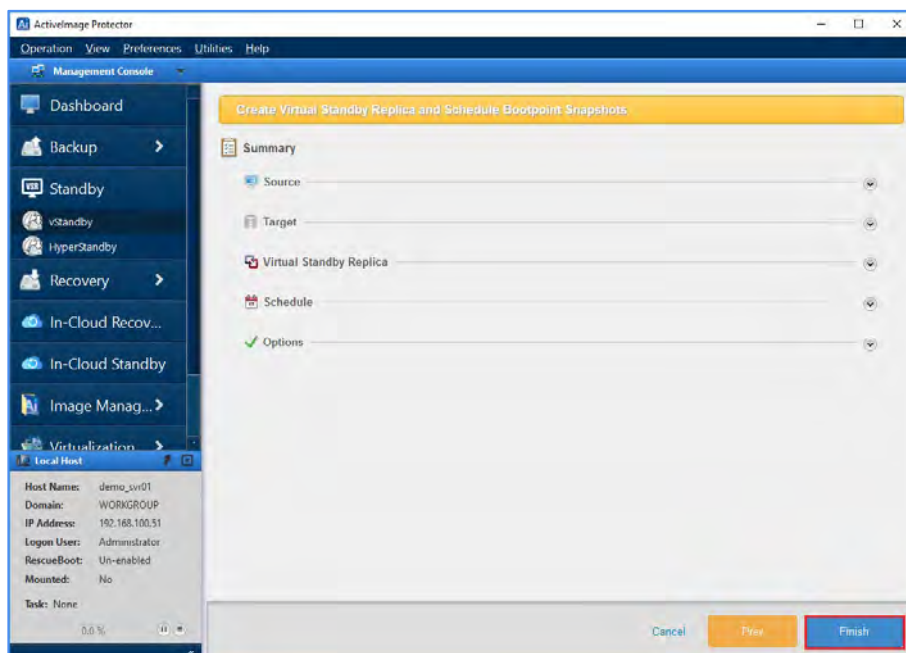 ActiveImage Protector
Operation View Preferences Utilities Help
Management Console
Dashboard
Backup
Standby
vStandby
HyperStandby
Recovery
In-Cloud Recov...
In-Cloud Standby
Image Manag...
Virtualization
Local Host
Host Name: demo_svr01
Domain: WORKGROUP
IP Address: 192.168.100.51
Logon User: Administrator
RescueBoot: Un-enabled
Mounted: No
Task: None
0.0 %
Create Virtual Standby Replica and Schedule Bootpoint Snapshots
Summary
Source
Target
Virtual Standby Replica
Schedule
Options
Cancel
Prev
Finish